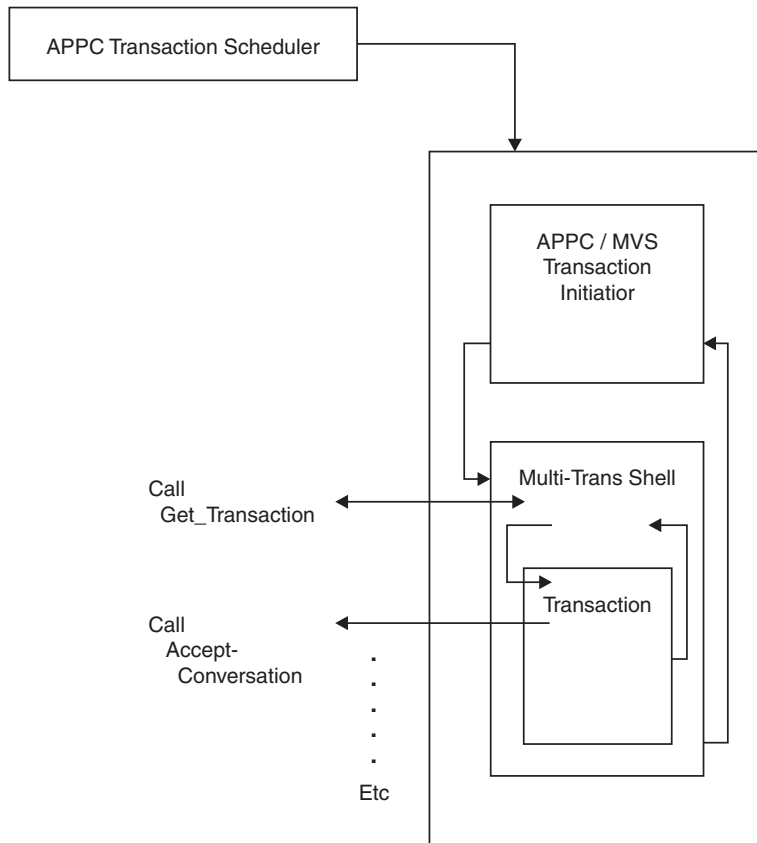 APPC Transaction Scheduler
APPC / MVS
Transaction
Initiatior
Multi-Trans Shell
Call
Get_Transaction
Transaction
Call
Accept-
Conversation
Etc